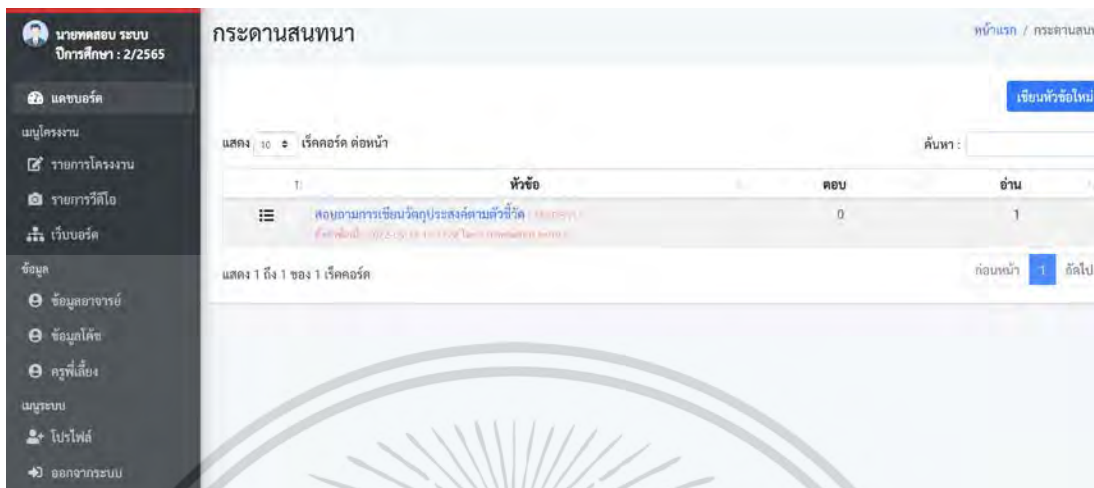 นายทดสอบ ระบบ
ปีการศึกษา : 2/2565
แดชบอร์ด
เมนูโครงงาน
รายการโครงงาน
รายการวีดีโอ
เว็บบอร์ด
ข้อมูล
ข้อมูลอาจารย์
ข้อมูลโค้ช
ครูพี่เลี้ยง
เมนูระบบ
โปรไฟล์
ออกจากระบบ
กระดานสนทนา
หน้าแรก / กระดานสนท
เขียนหัวข้อใหม่
แสดง 10 เร็คคอร์ด ต่อหน้า
ค้นหา :
หัวข้อ ตอบ อ่าน
สอบถามการเขียนวัตถุประสงค์ตามตัวชี้วัด 0 1
แสดง 1 ถึง 1 ของ 1 เร็คคอร์ด
ก่อนหน้า 1 ถัดไป